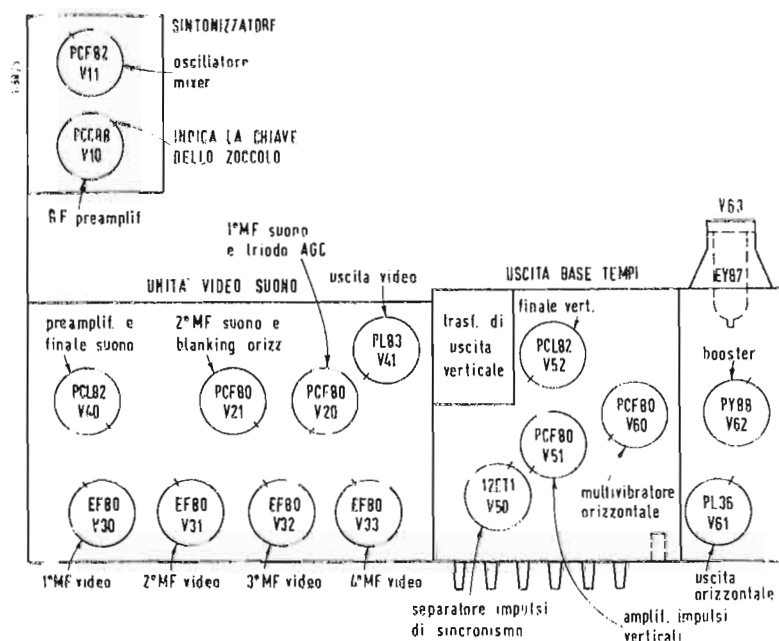 SINTONIZZATORE
PCF82
V11
oscillatore
mixer
PCC88
V10
INDICA LA CHIAVE
DELLO ZOCCOLO
R.F preamplif
V63
EY87
1°MF suono
e triodo AGC
UNITA' VIDEO SUONO
uscita video
USCITA BASE TEMPI
preamplif. e
finale suono
2°MF suono e
blanking orizz
PL83
V41
trasf. di
uscita
verticale
finale vert.
PCL82
V52
booster
PCL82
V40
PCF80
V21
PCF80
V20
PCF80
V60
PY88
V62
PCF80
V51
EF80
V30
EF80
V31
EF80
V32
EF80
V33
12ET1
V50
multivibratore
orizzontale
PL36
V61
1°MF video
2°MF video
3°MF video
4°MF video
uscita
orizzontale
separatore impulsi
di sincronismo
amplif. impulsi
verticali